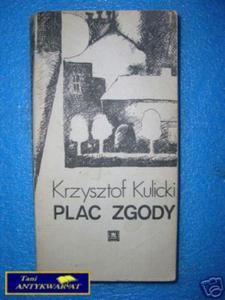 Krzysztof Kulicki
PLAC ZGODY
Tani
ANTYKWARIAT